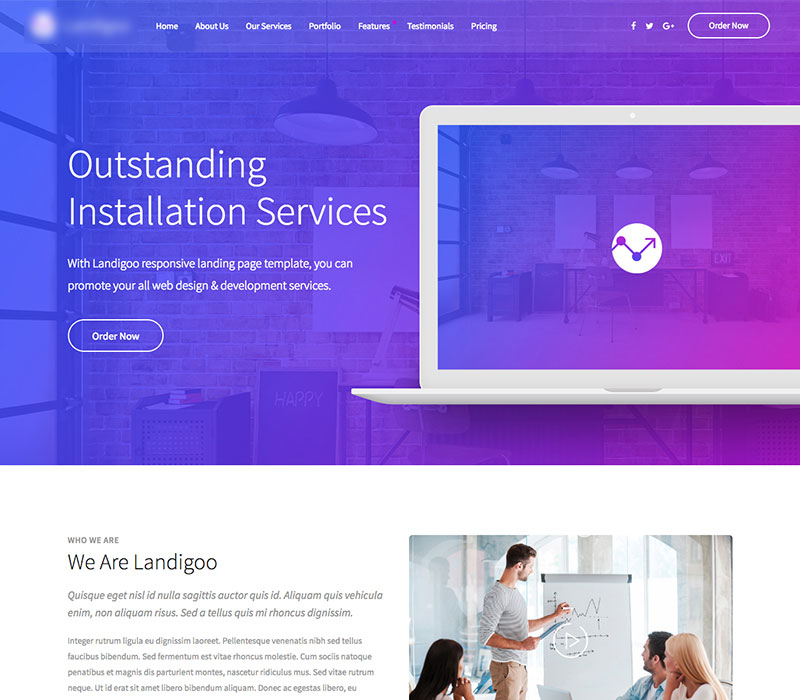 Home About Us Our Services Portfolio Features Testimonials Pricing Order Now
Outstanding
Installation Services
With Landigoo responsive landing page template, you can
promote your all web design & development services.
Order Now
EXIT
HAPPY
WHO WE ARE
We Are Landigoo
Quisque eget nisl id nulla sagittis auctor quis id. Aliquam quis vehicula
enim, non aliquam risus. Sed a tellus quis mi rhoncus dignissim.
Integer rutrum ligula eu dignissim laoreet. Pellentesque venenatis nibh sed tellus
faucibus bibendum. Sed fermentum est vitae rhoncus molestie. Cum sociis natoque
penatibus et magnis dis parturient montes, nascetur ridiculus mus. Sed vitae rutrum
neque. Ut id erat sit amet libero bibendum aliquam. Donec ac egestas libero, eu